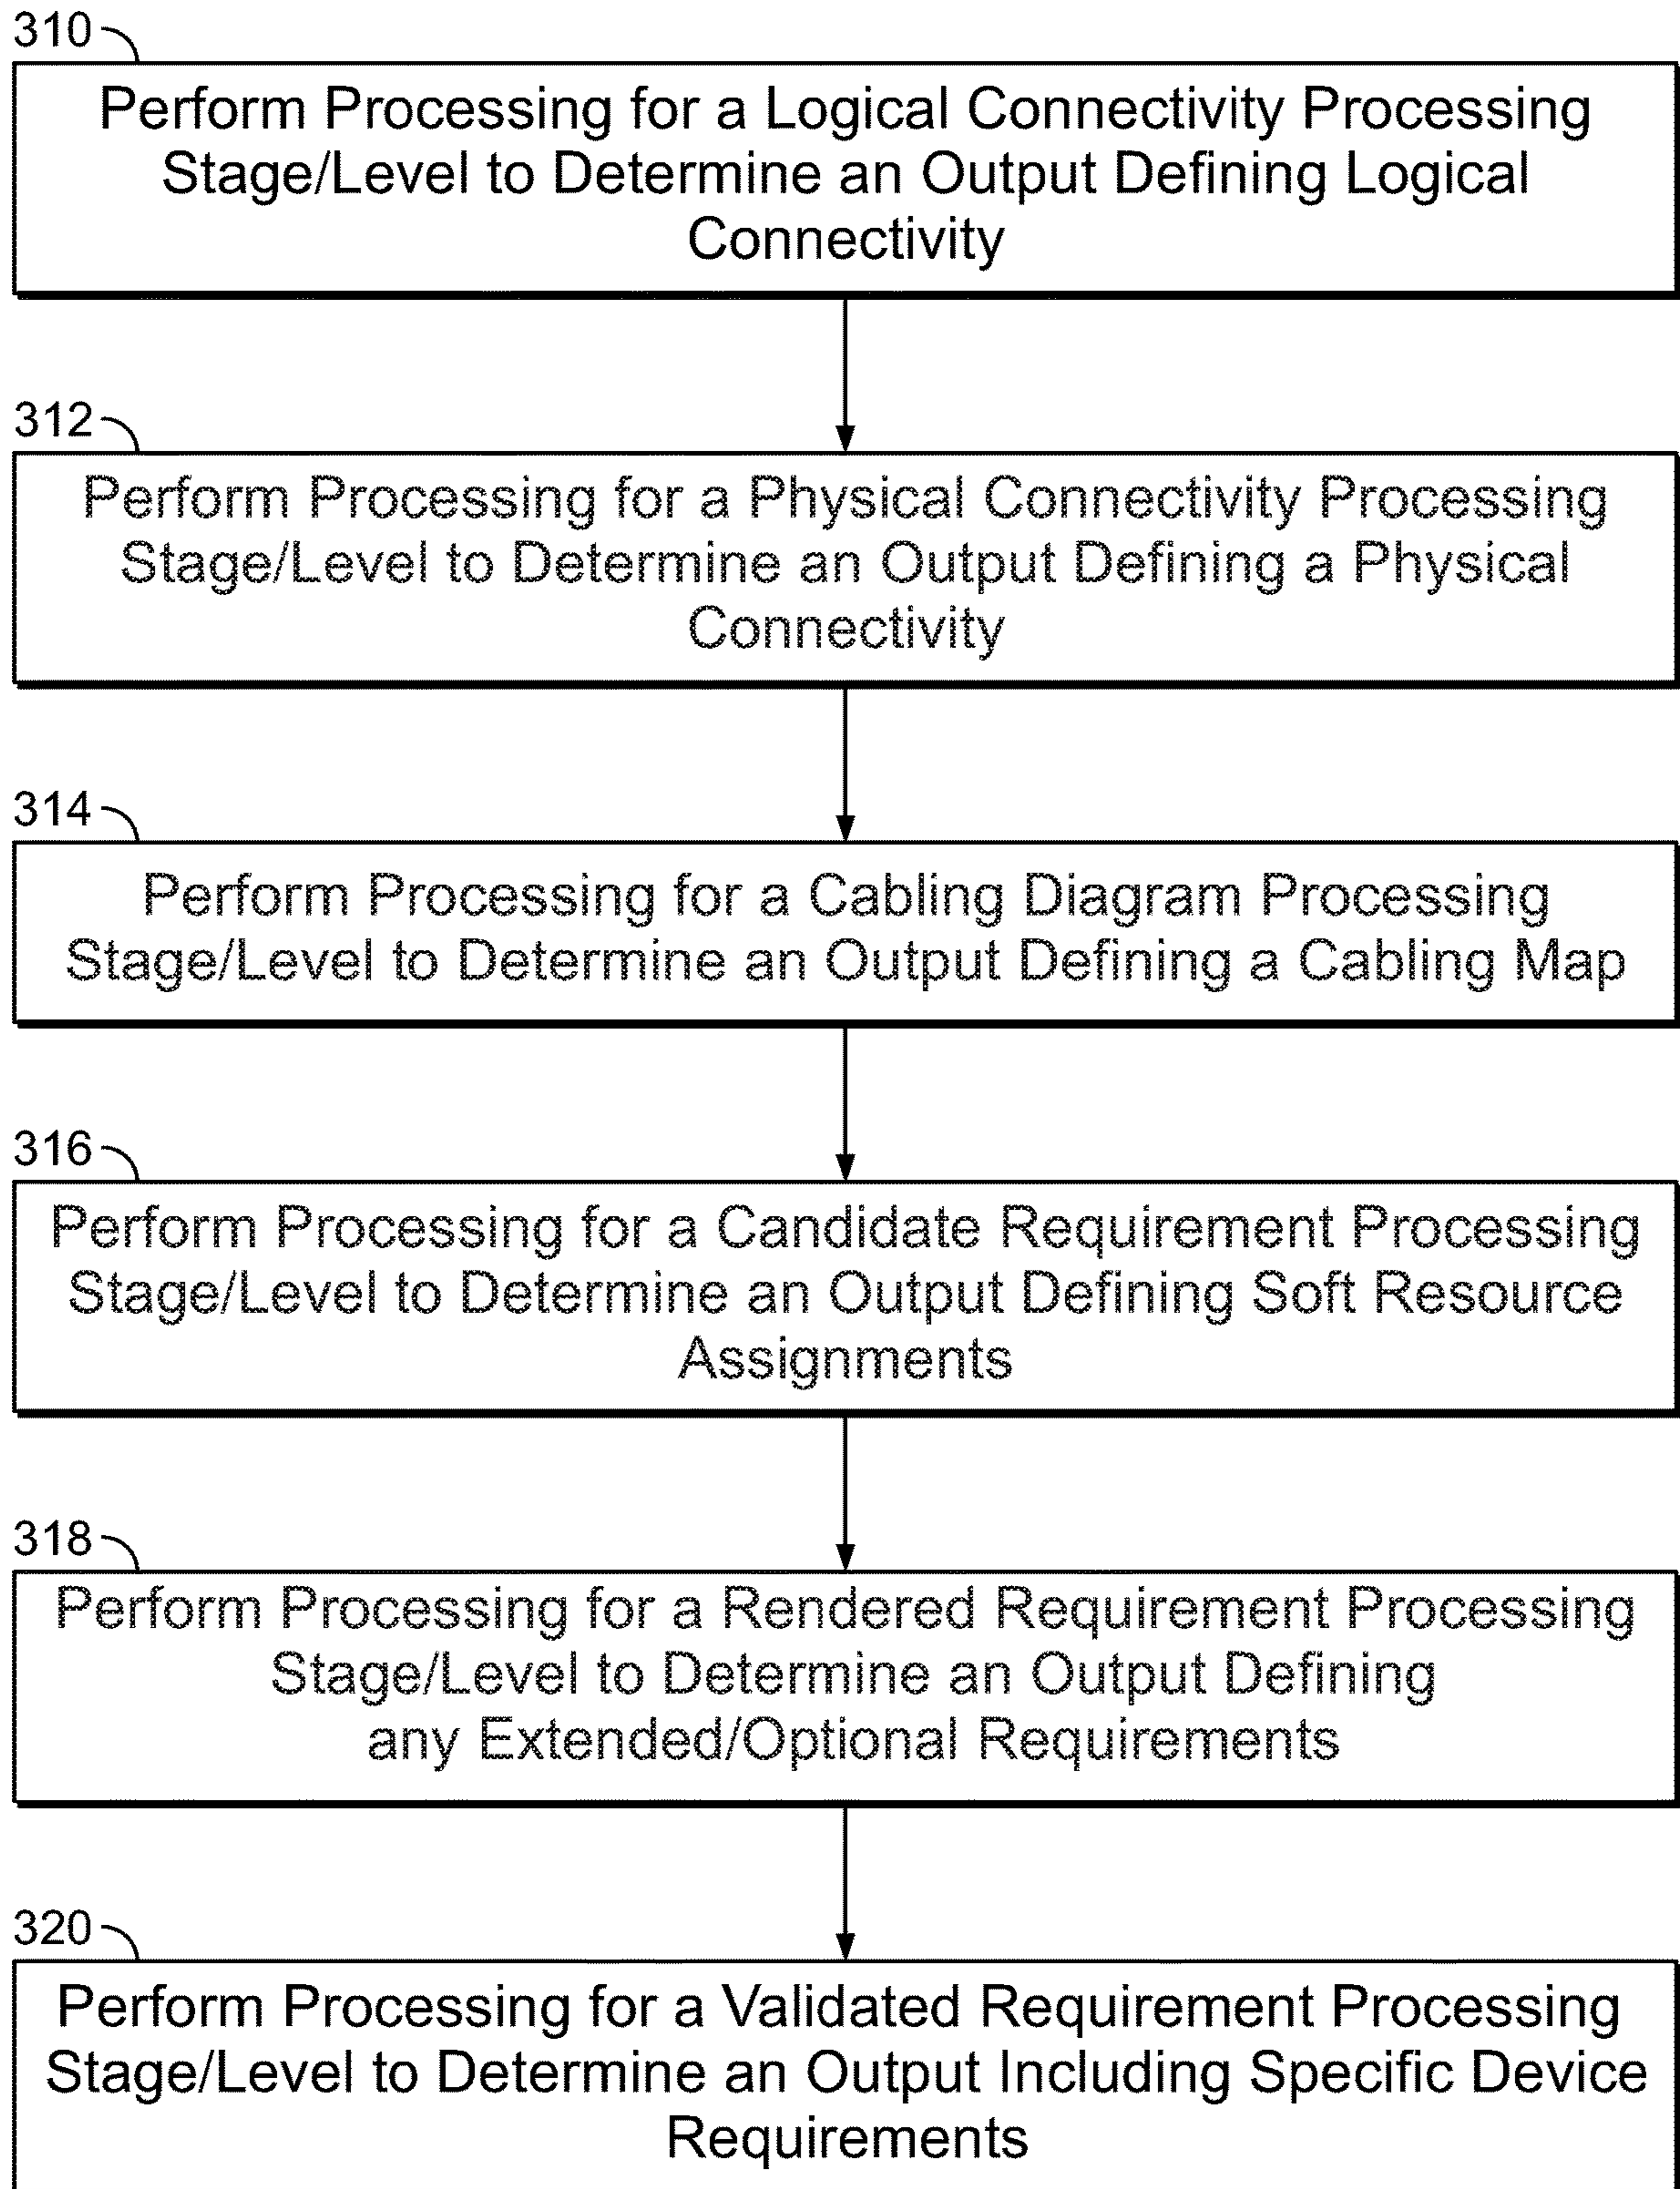 310
Perform Processing for a Logical Connectivity Processing
Stage/Level to Determine an Output Defining Logical
Connectivity
312
Perform Processing for a Physical Connectivity Processing
Stage/Level to Determine an Output Defining a Physical
Connectivity
314
Perform Processing for a Cabling Diagram Processing
Stage/Level to Determine an Output Defining a Cabling Map
316
Perform Processing for a Candidate Requirement Processing
Stage/Level to Determine an Output Defining Soft Resource
Assignments
318
Perform Processing for a Rendered Requirement Processing
Stage/Level to Determine an Output Defining
any Extended/Optional Requirements
320
Perform Processing for a Validated Requirement Processing
Stage/Level to Determine an Output Including Specific Device
Requirements